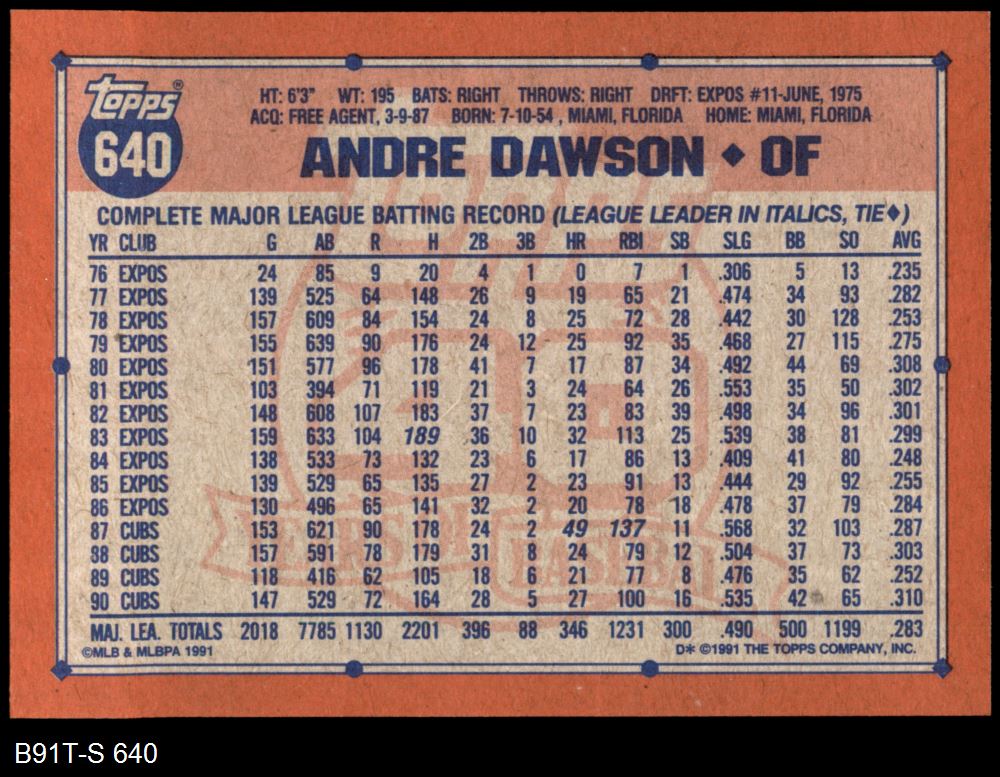 Topps®
640
HT: 6'3" WT: 195 BATS: RIGHT THROWS: RIGHT DRFT: EXPOS #11-JUNE, 1975
ACQ: FREE AGENT, 3-9-87 BORN: 7-10-54 , MIAMI, FLORIDA HOME: MIAMI, FLORIDA
ANDRE DAWSON ◆ OF
COMPLETE MAJOR LEAGUE BATTING RECORD (LEAGUE LEADER IN ITALICS, TIE◆)
YR CLUB G AB R H 2B 3B HR RBI SB SLG BB SO AVG
76 EXPOS 24 85 9 20 4 1 0 7 1 .306 5 13 .235
77 EXPOS 139 525 64 148 26 9 19 65 21 .474 34 93 .282
78 EXPOS 157 609 84 154 24 8 25 72 28 .442 30 128 .253
79 EXPOS 155 639 90 176 24 12 25 92 35 .468 27 115 .275
80 EXPOS 151 577 96 178 41 7 17 87 34 .492 44 69 .308
81 EXPOS 103 394 71 119 21 3 24 64 26 .553 35 50 .302
82 EXPOS 148 608 107 183 37 7 23 83 39 .498 34 96 .301
83 EXPOS 159 633 104 189 36 10 32 113 25 .539 38 81 .299
84 EXPOS 138 533 73 132 23 6 17 86 13 .409 41 80 .248
85 EXPOS 139 529 65 135 27 2 23 91 13 .444 29 92 .255
86 EXPOS 130 496 65 141 32 2 20 78 18 .478 37 79 .284
87 CUBS 153 621 90 178 24 2 49 137 11 .568 32 103 .287
88 CUBS 157 591 78 179 31 8 24 79 12 .504 37 73 .303
89 CUBS 118 416 62 105 18 6 21 77 8 .476 35 62 .252
90 CUBS 147 529 72 164 28 5 27 100 16 .535 42 65 .310
MAJ. LEA. TOTALS 2018 7785 1130 2201 396 88 346 1231 300 .490 500 1199 .283
©MLB & MLBPA 1991 D* ©1991 THE TOPPS COMPANY, INC.
Topps
40
YEARS OF BASEBALL
B91T-S 640